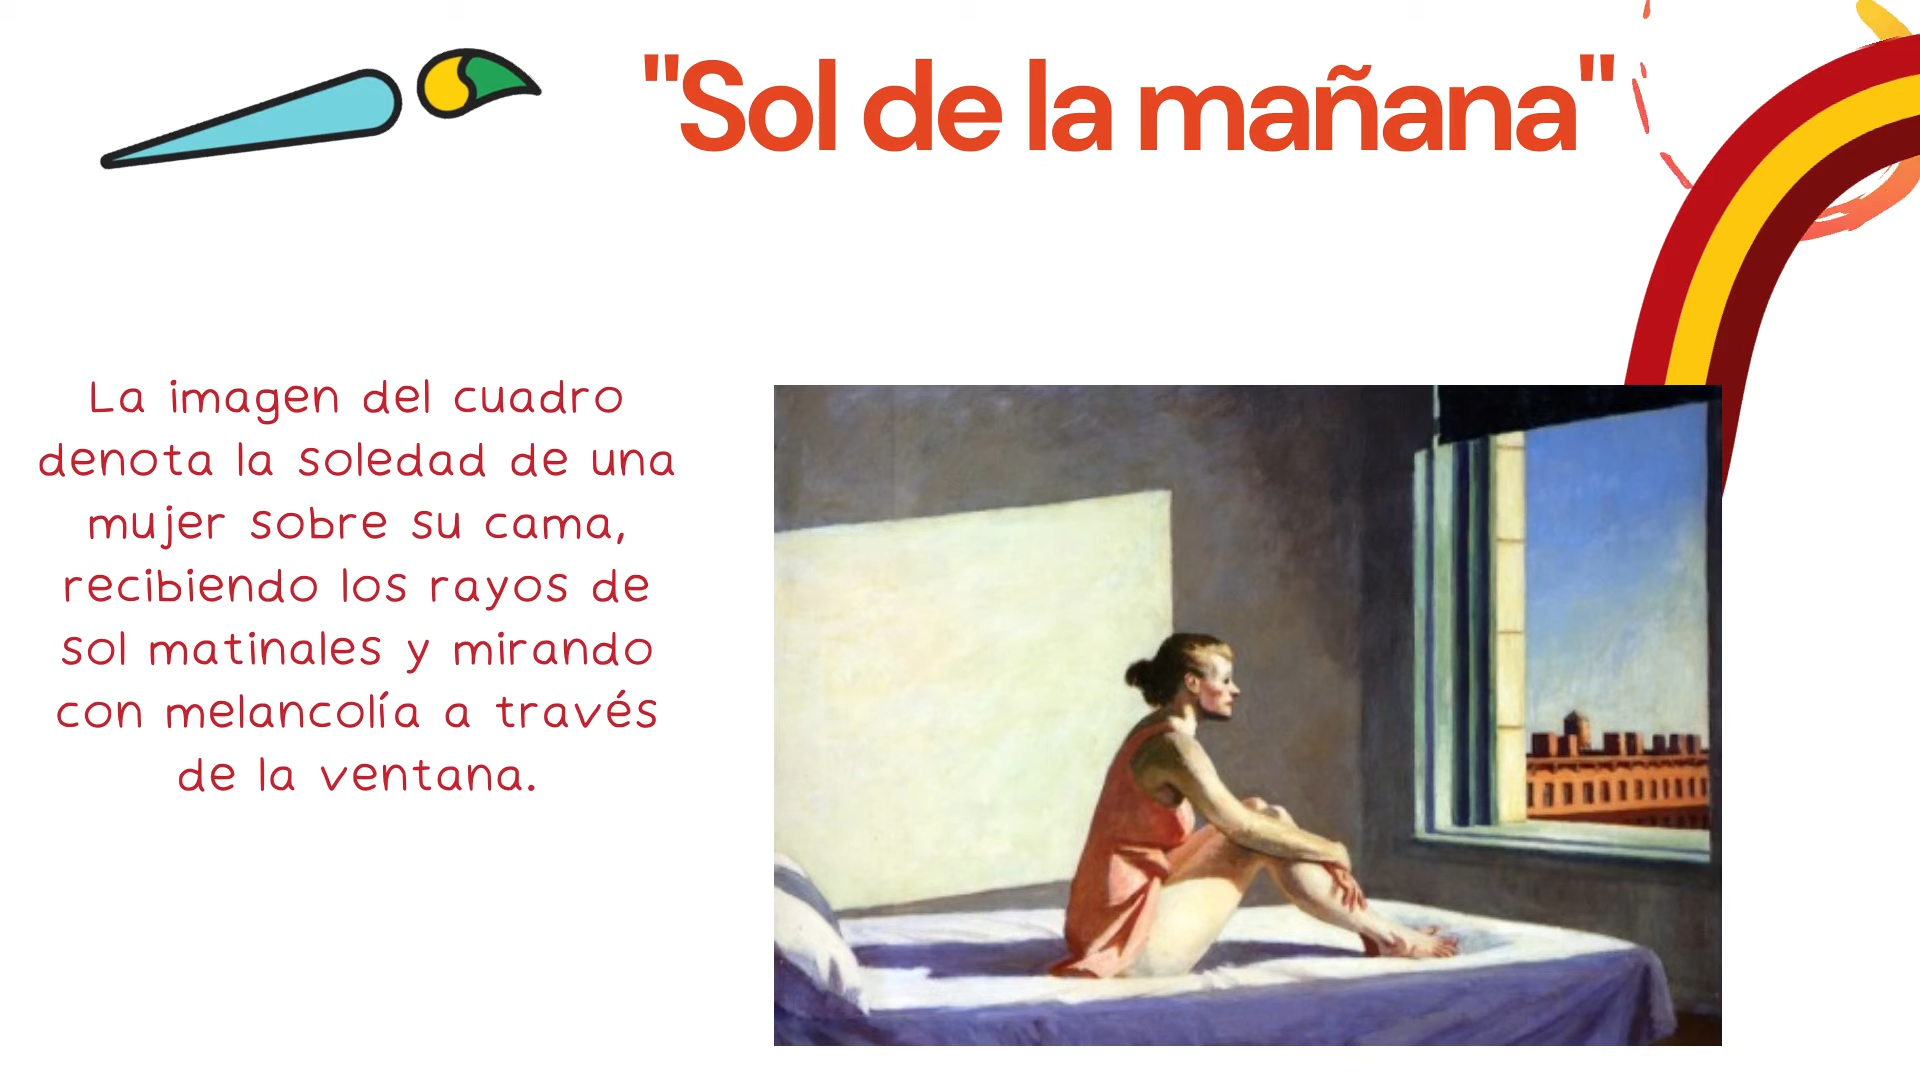 "Sol de la mañana"
La imagen del cuadro
denota la soledad de una
mujer sobre su cama,
recibiendo los rayos de
sol matinales y mirando
con melancolía a través
de la ventana.